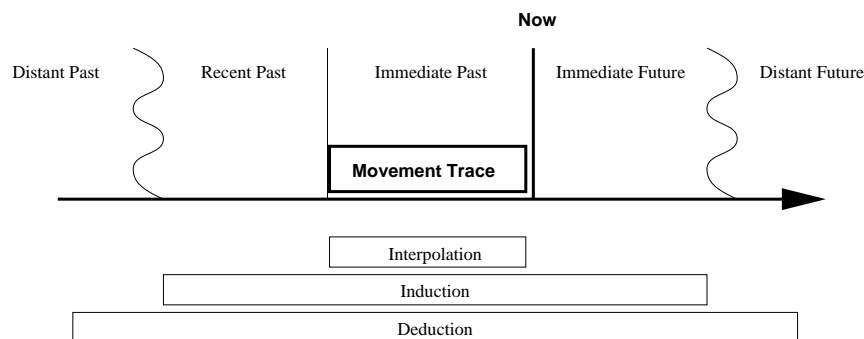 Now
Distant Past Recent Past Immediate Past Immediate Future Distant Future
Movement Trace
Interpolation
Induction
Deduction